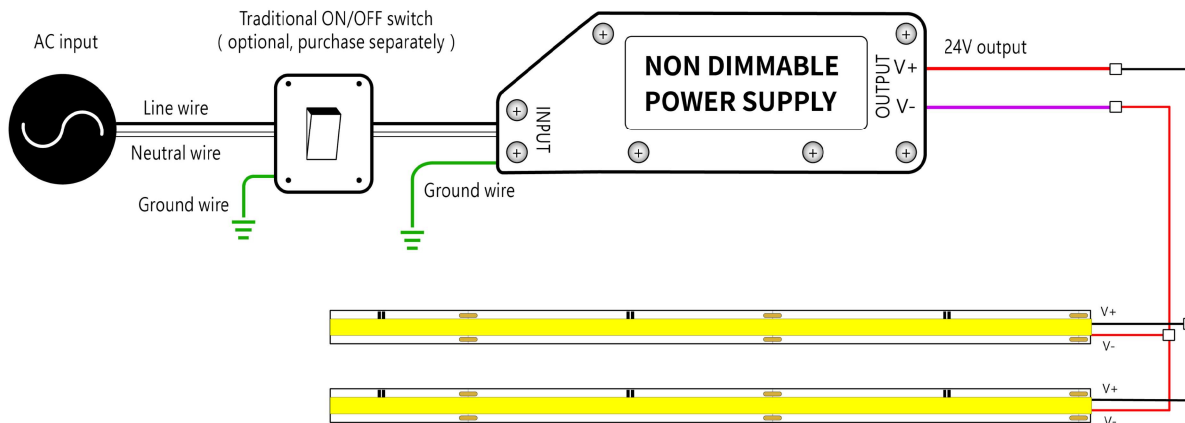 Traditional ON/OFF switch
( optional, purchase separately )
AC input
Line wire
Neutral wire
Ground wire
Ground wire
INPUT
NON DIMMABLE
POWER SUPPLY
OUTPUT
V+
V-
24V output
V+
V-
V+
V-